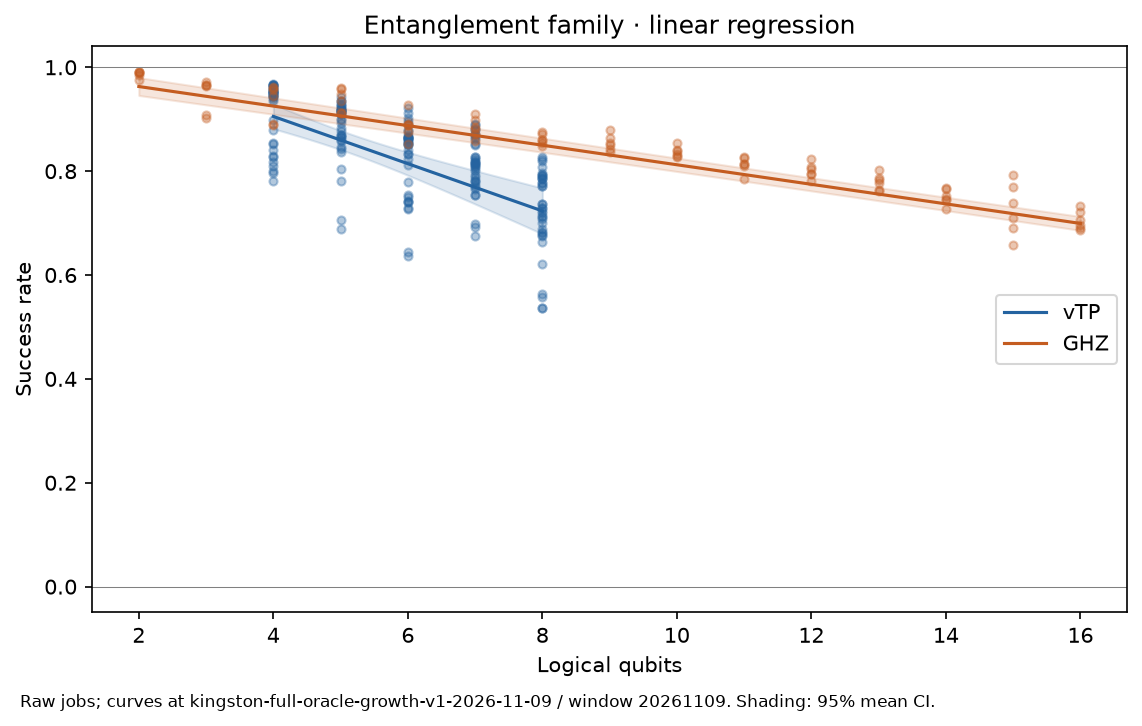 Entanglement family · linear regression
Success rate
1.0
0.8
0.6
0.4
0.2
0.0
vTP
GHZ
2 4 6 8 10 12 14 16
Logical qubits
Raw jobs; curves at kingston-full-oracle-growth-v1-2026-11-09 / window 20261109. Shading: 95% mean CI.